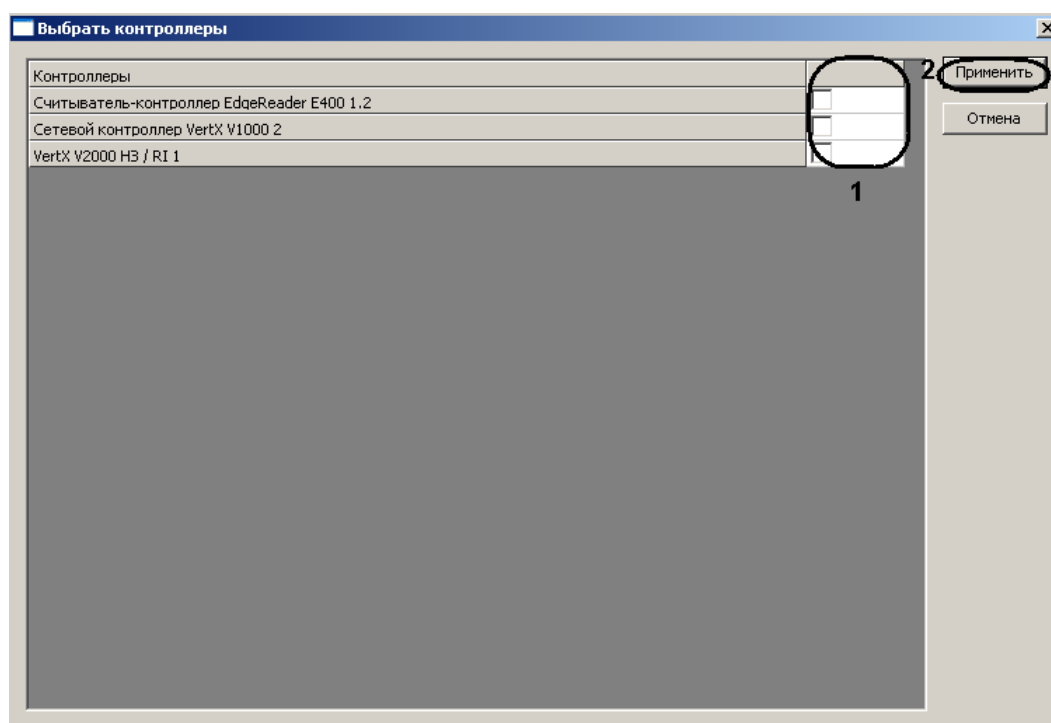 Выбрать контроллеры
Контроллеры
Считыватель-контроллер EdgeReader E400 1.2
Сетевой контроллер VertX V1000 2
VertX V2000 НЗ / RI 1
1
2 Применить
Отмена